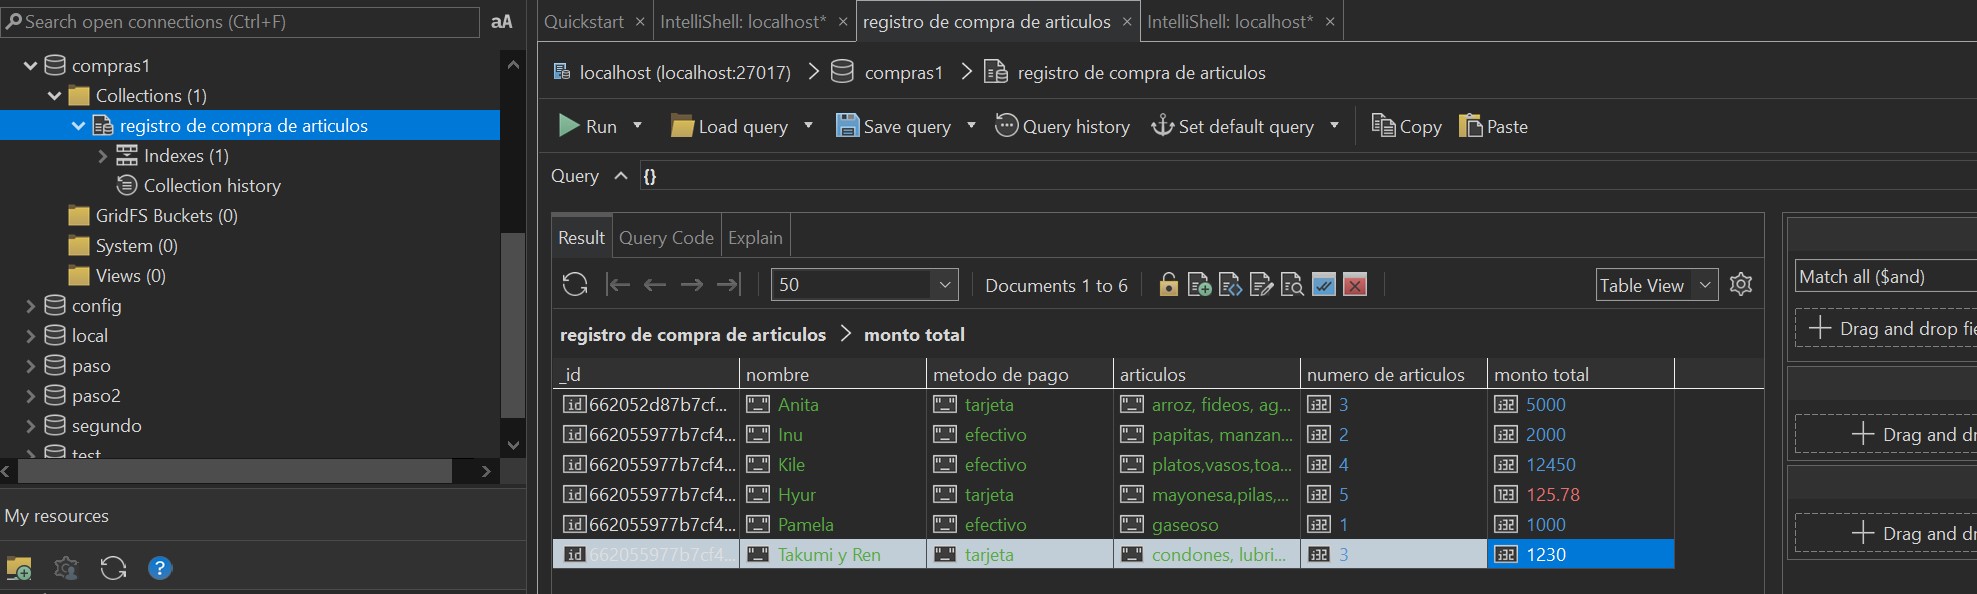 Search open connections (Ctrl+F)
aA
compras1
Collections (1)
registro de compra de articulos
Indexes (1)
Collection history
GridFS Buckets (0)
System (0)
Views (0)
config
local
paso
paso2
segundo
test
My resources
Quickstart ×
IntelliShell: localhost* ×
registro de compra de articulos ×
IntelliShell: localhost* ×
localhost (localhost:27017) > compras1 > registro de compra de articulos
Run Load query Save query Query history Set default query Copy Paste
Query {}
Result Query Code Explain
50 Documents 1 to 6 Table View
registro de compra de articulos > monto total
_id nombre metodo de pago articulos numero de articulos monto total
662052d87b7cf... Anita tarjeta arroz, fideos, ag... 3 5000
662055977b7cf4... Inu efectivo papitas, manzan... 2 2000
662055977b7cf4... Kile efectivo platos,vasos,toa... 4 12450
662055977b7cf4... Hyur tarjeta mayonesa,pilas,... 5 125.78
662055977b7cf4... Pamela efectivo gaseoso 1 1000
662055977b7cf4... Takumi y Ren tarjeta condones, lubri... 3 1230
Match all ($and)
Drag and drop fie
Drag and dr
Drag and dr